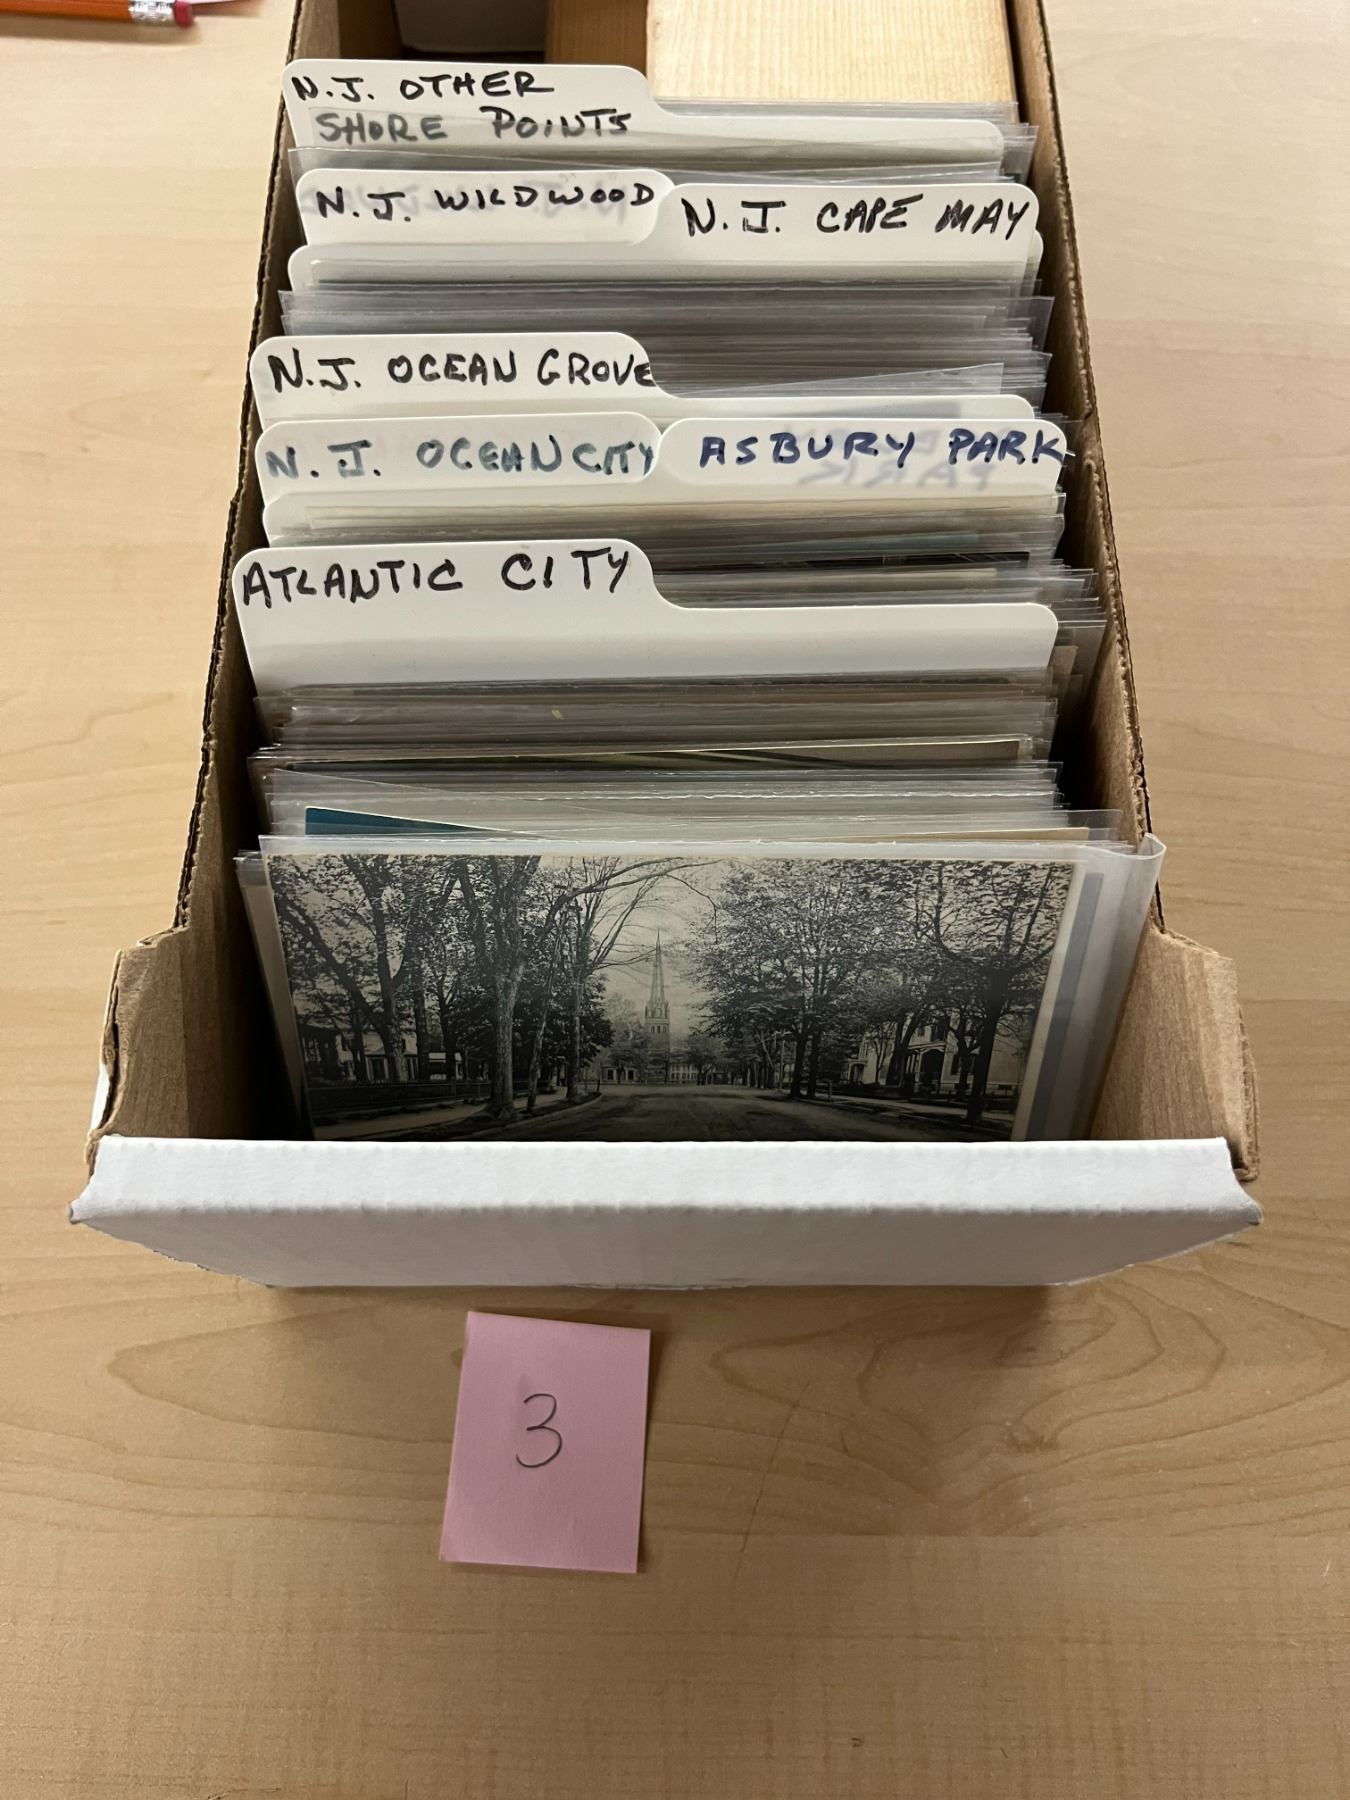 N.J. OTHER
SHORE POINTS
N.J. WILDWOOD
N.J. CAPE MAY
N.J. OCEAN GROVE
N.J. OCEAN CITY
ASBURY PARK
ATLANTIC CITY
3